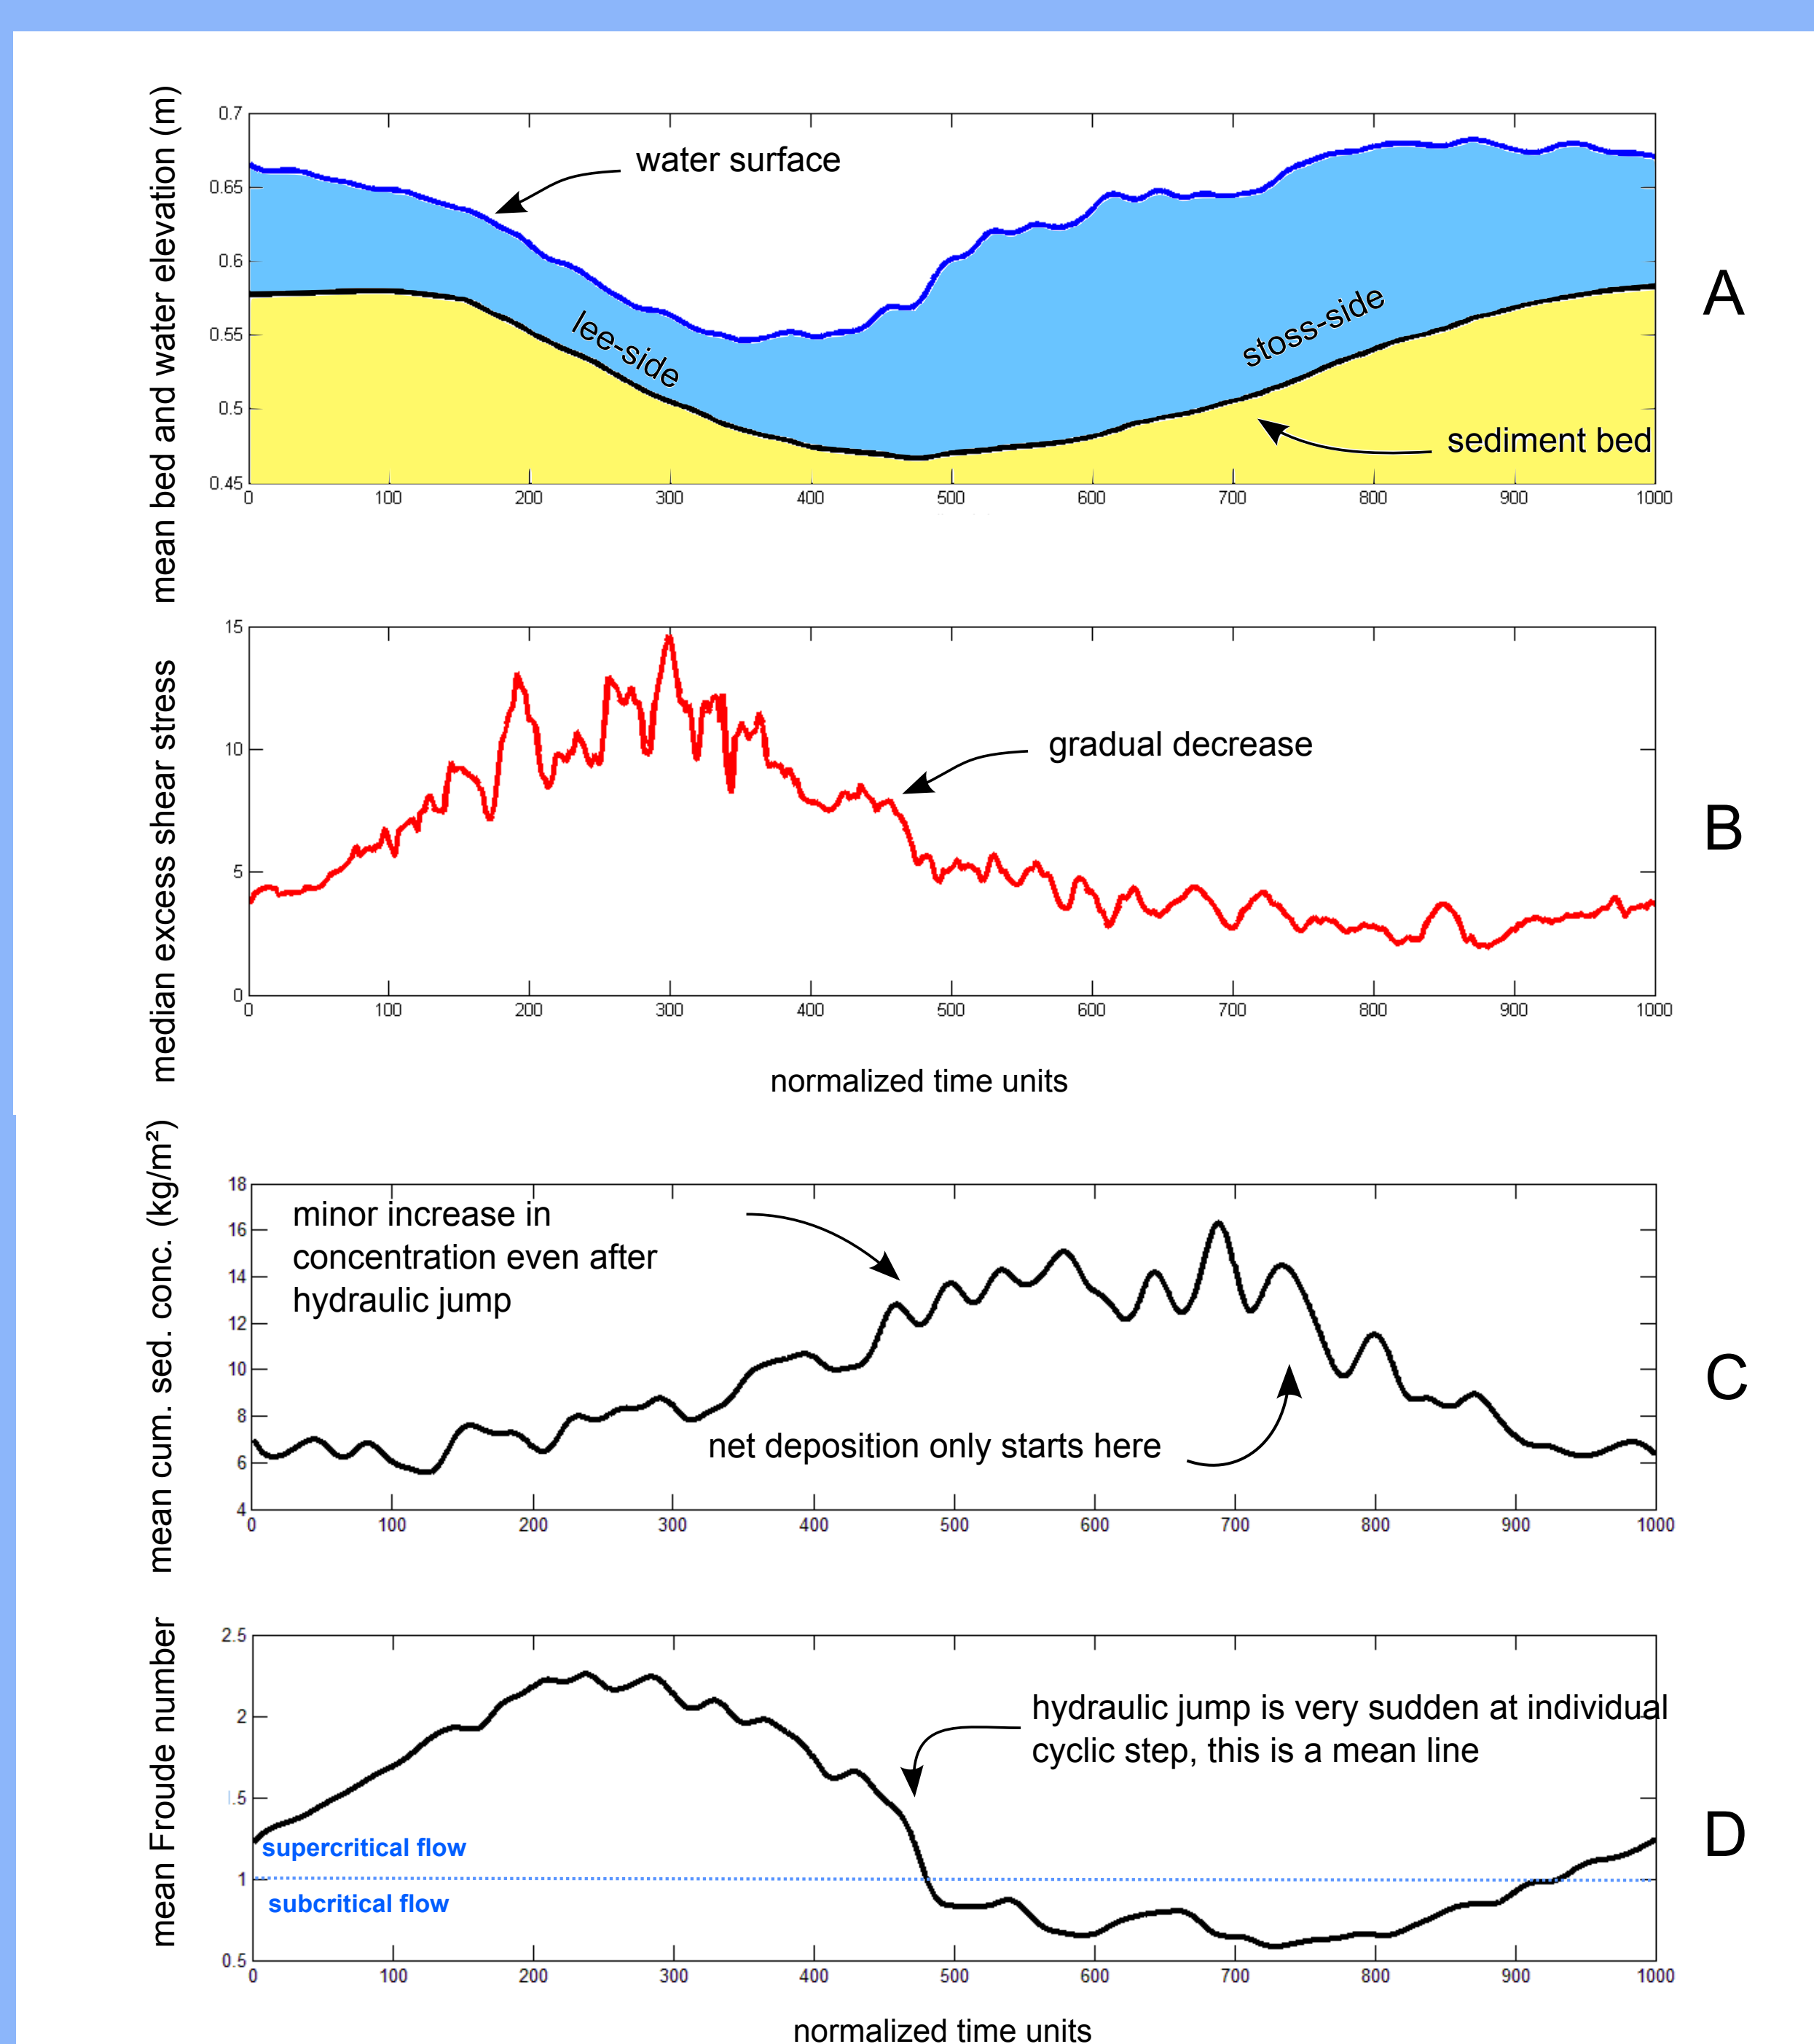 mean bed and water elevation (m)
0.7
0.65
0.6
0.55
0.5
0.45
0 100 200 300 400 500 600 700 800 900 1000
water surface
lee-side
stoss-side
sediment bed
A
median excess shear stress
15
10
5
0
0 100 200 300 400 500 600 700 800 900 1000
gradual decrease
B
normalized time units
mean cum. sed. conc. (kg/m²)
18
16
14
12
10
8
6
4
0 100 200 300 400 500 600 700 800 900 1000
minor increase in
concentration even after
hydraulic jump
net deposition only starts here
C
mean Froude number
2.5
2
1.5
1
0.5
0 100 200 300 400 500 600 700 800 900 1000
hydraulic jump is very sudden at individual
cyclic step, this is a mean line
supercritical flow
subcritical flow
D
normalized time units